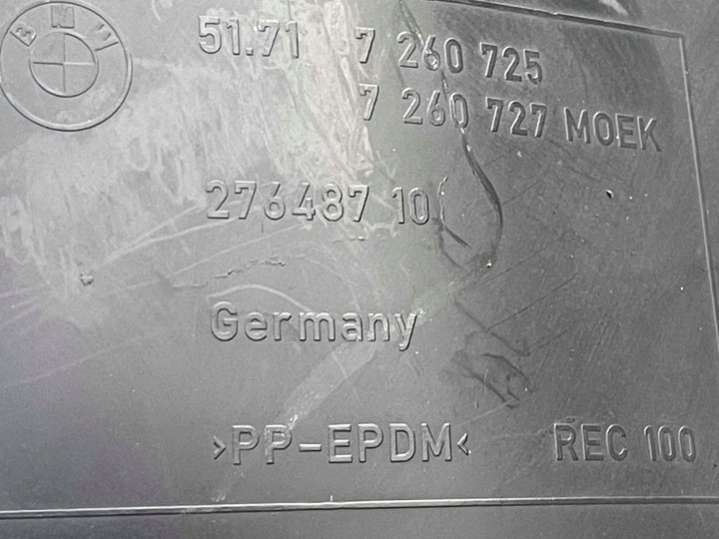 BMW
51.71 7 260 725
7 260 727 MOEK
276487 10
Germany
>PP-EPDM<
REC 100